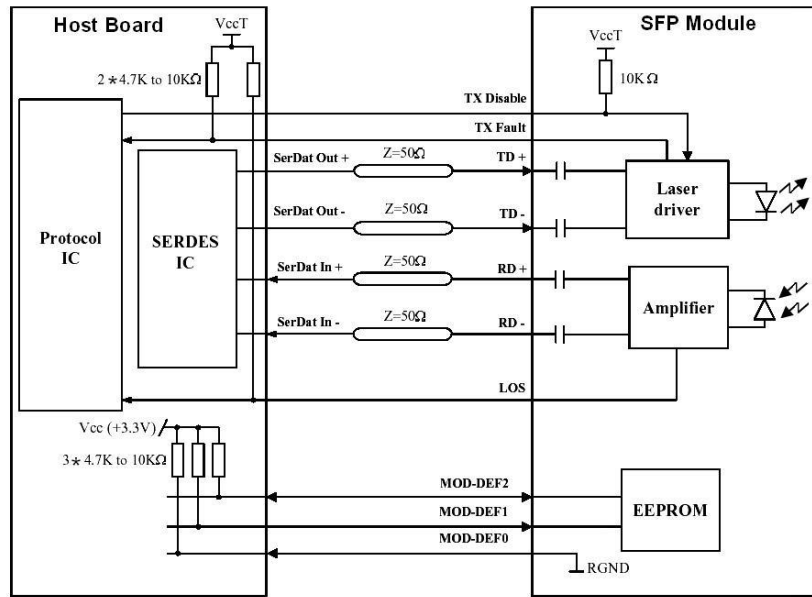 Host Board
SFP Module
VccT
VccT
2*4.7K to 10KΩ
10KΩ
TX Disable
TX Fault
SerDat Out +
Z=50Ω
TD +
Laser driver
SerDat Out -
Z=50Ω
TD -
Protocol IC
SERDES IC
SerDat In +
Z=50Ω
RD +
Amplifier
SerDat In -
Z=50Ω
RD -
LOS
Vcc (+3.3V)
3*4.7K to 10KΩ
MOD-DEF2
EEPROM
MOD-DEF1
MOD-DEF0
RGND